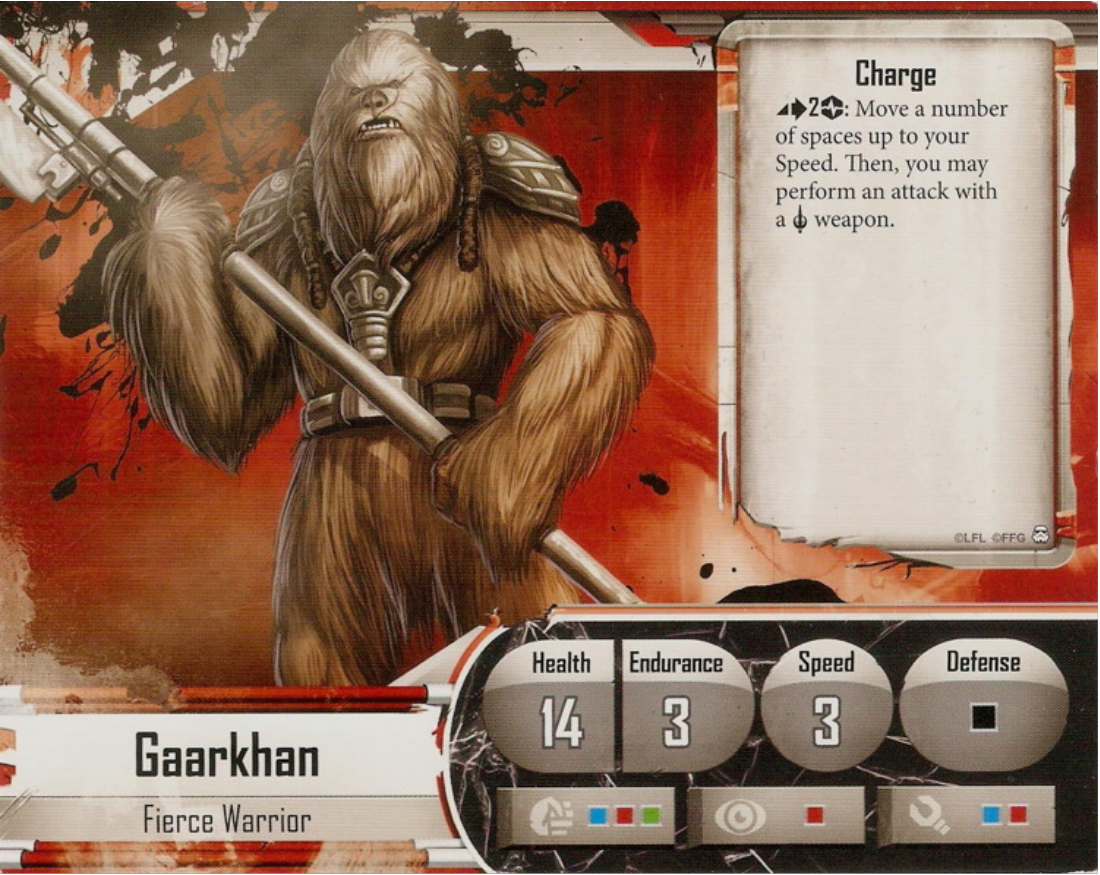 Charge
2: Move a number
of spaces up to your
Speed. Then, you may
perform an attack with
a weapon.
©LFL ©FFG
Health
Endurance
Speed
Defense
14
3
3
Gaarkhan
Fierce Warrior